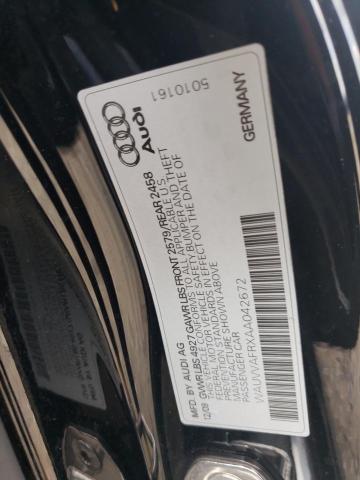 Audi
5010161
GERMANY
MFD. BY AUDI AG
12/09 GVWR LBS 4927 GAWR LBS FRONT 2579/REAR 2458
THIS VEHICLE CONFORMS TO ALL APPLICABLE U.S.
FEDERAL MOTOR VEHICLE SAFETY BUMPER AND THEFT
PREVENTION STANDARDS IN EFFECT ON THE DATE OF
MANUFACTURE SHOWN ABOVE
PASSENGER CAR
WAUVVAFRXAA042672